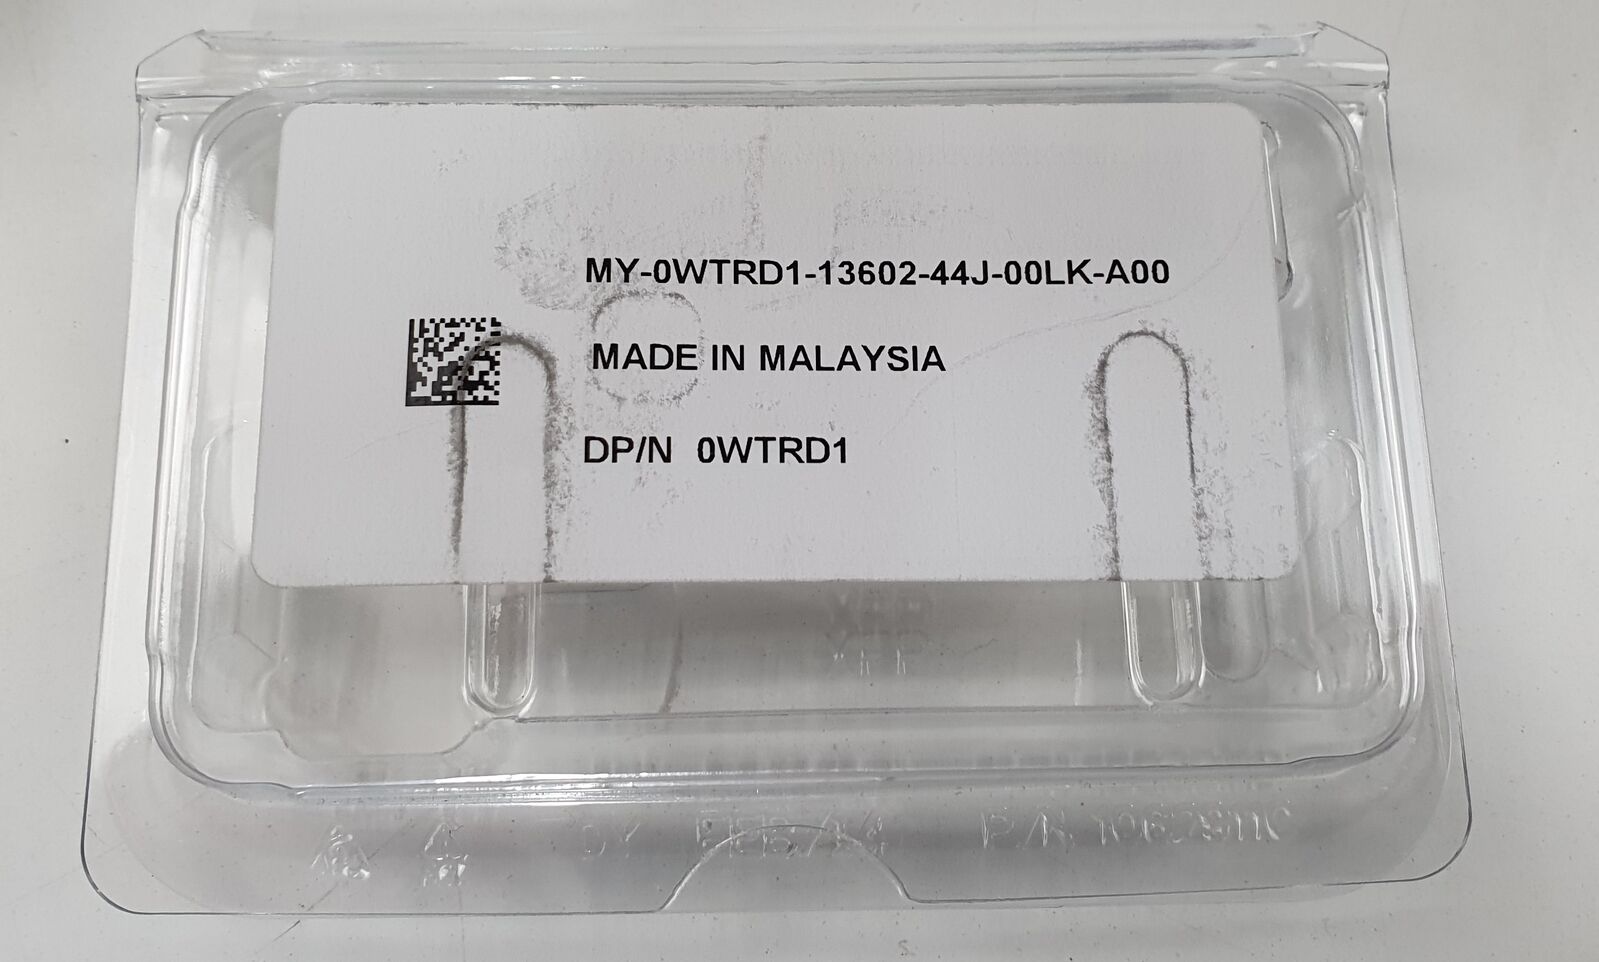 MY-0WTRD1-13602-44J-00LK-A00
MADE IN MALAYSIA
DP/N 0WTRD1